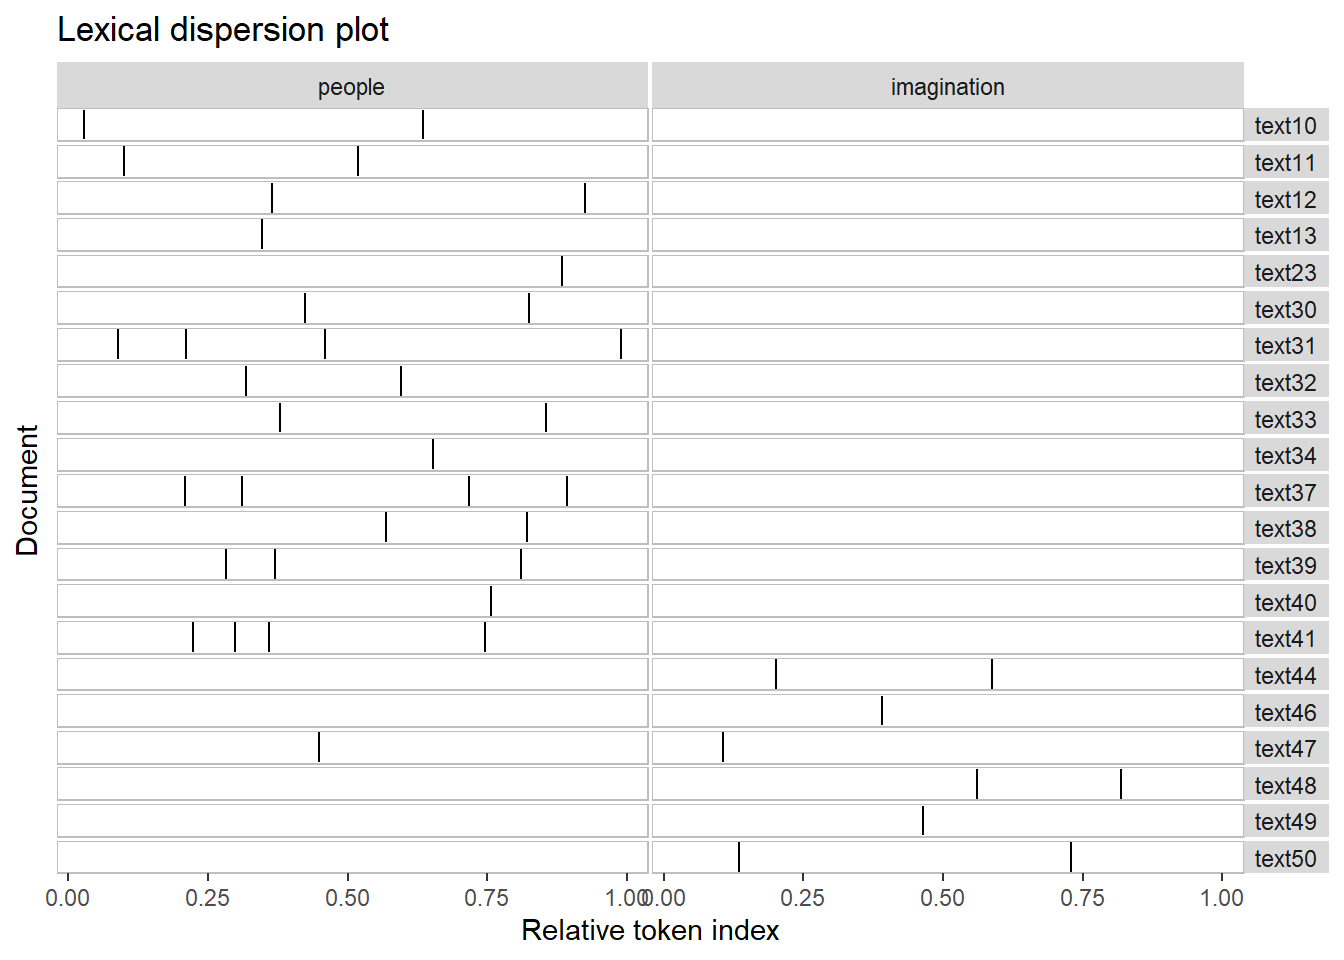 Lexical dispersion plot
people imagination
text10
text11
text12
text13
text23
text30
text31
text32
text33
text34
text37
text38
text39
text40
text41
text44
text46
text47
text48
text49
text50
Document
0.00 0.25 0.50 0.75 1.00 0.00 0.25 0.50 0.75 1.00
Relative token index